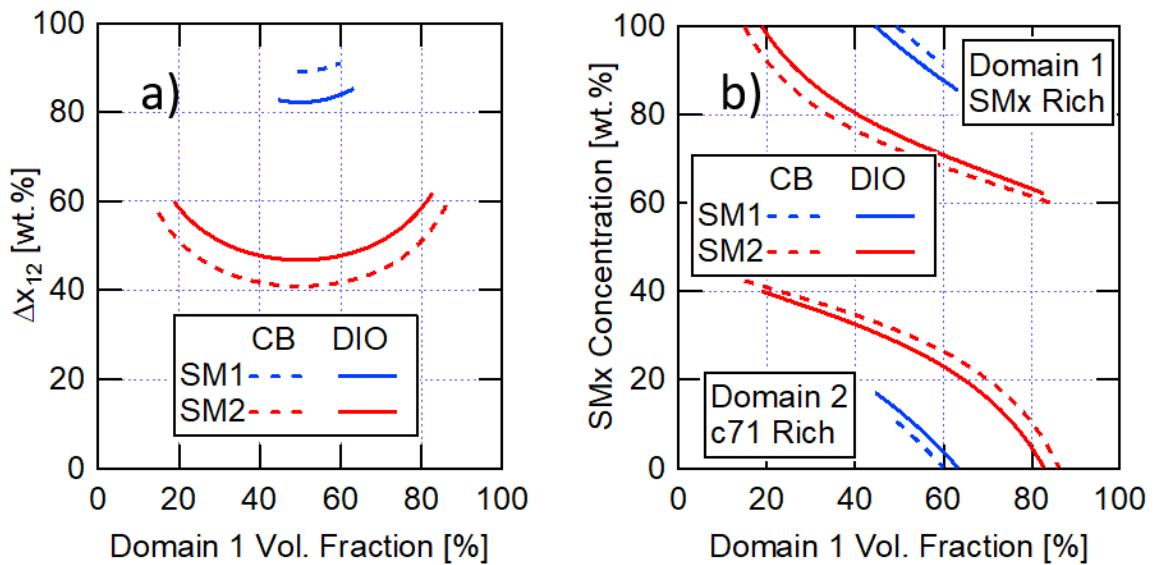 a)
100
80
60
40
20
0
Δx12 [wt.%]
CB DIO
SM1
SM2
0 20 40 60 80 100
Domain 1 Vol. Fraction [%]
b)
100
80
60
40
20
0
SMx Concentration [wt.%]
Domain 1
SMx Rich
CB DIO
SM1
SM2
Domain 2
c71 Rich
0 20 40 60 80 100
Domain 1 Vol. Fraction [%]